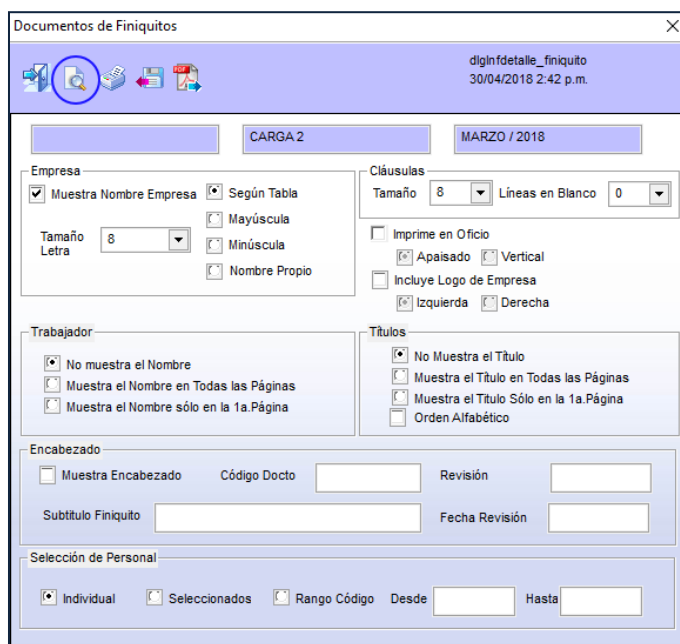 Documentos de Finiquitos
dlgInfdetalle_finiquito
30/04/2018 2:42 p.m.
PDF
CARGA 2
MARZO / 2018
Empresa
Muestra Nombre Empresa
Según Tabla
Mayúscula
Minúscula
Nombre Propio
Tamaño
Letra
8
Cláusulas
Tamaño 8 Líneas en Blanco 0
Imprime en Oficio
Apaisado Vertical
Incluye Logo de Empresa
Izquierda Derecha
Trabajador
No muestra el Nombre
Muestra el Nombre en Todas las Páginas
Muestra el Nombre sólo en la 1a.Página
Títulos
No Muestra el Título
Muestra el Título en Todas las Páginas
Muestra el Titulo Sólo en la 1a.Página
Orden Alfabético
Encabezado
Muestra Encabezado Código Docto Revisión
Subtitulo Finiquito Fecha Revisión
Selección de Personal
Individual Seleccionados Rango Código Desde Hasta